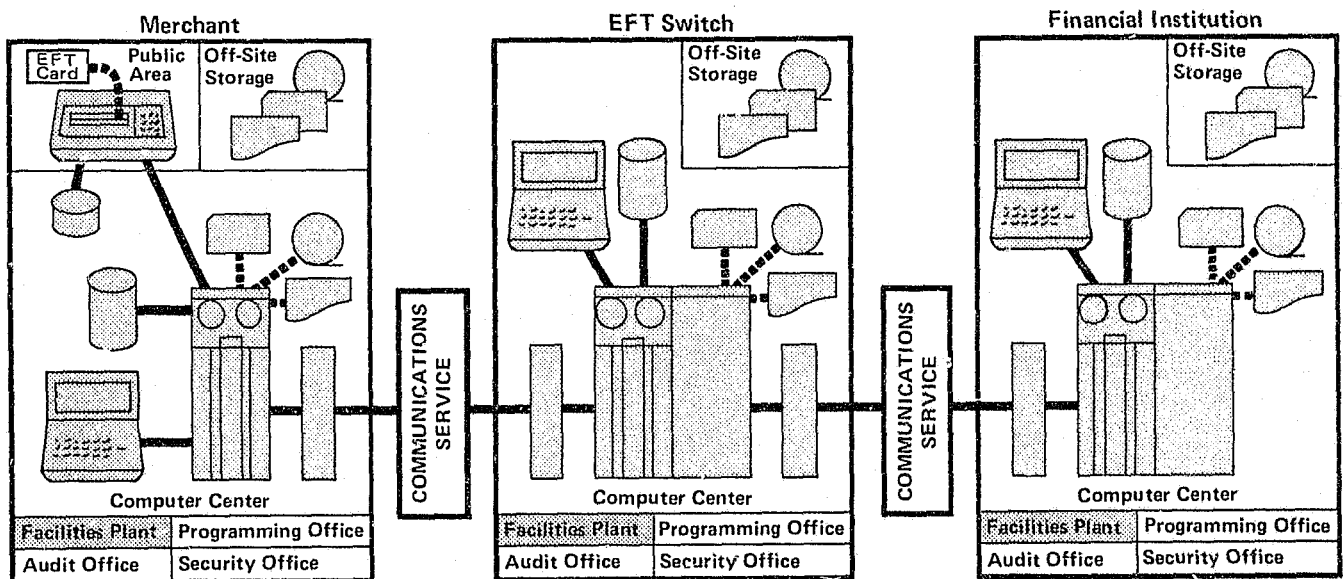 Merchant
EFT Card
Public Area
Off-Site Storage
Computer Center
Facilities Plant
Programming Office
Audit Office
Security Office
COMMUNICATIONS SERVICE
EFT Switch
Off-Site Storage
Computer Center
Facilities Plant
Programming Office
Audit Office
Security Office
COMMUNICATIONS SERVICE
Financial Institution
Off-Site Storage
Computer Center
Facilities Plant
Programming Office
Audit Office
Security Office